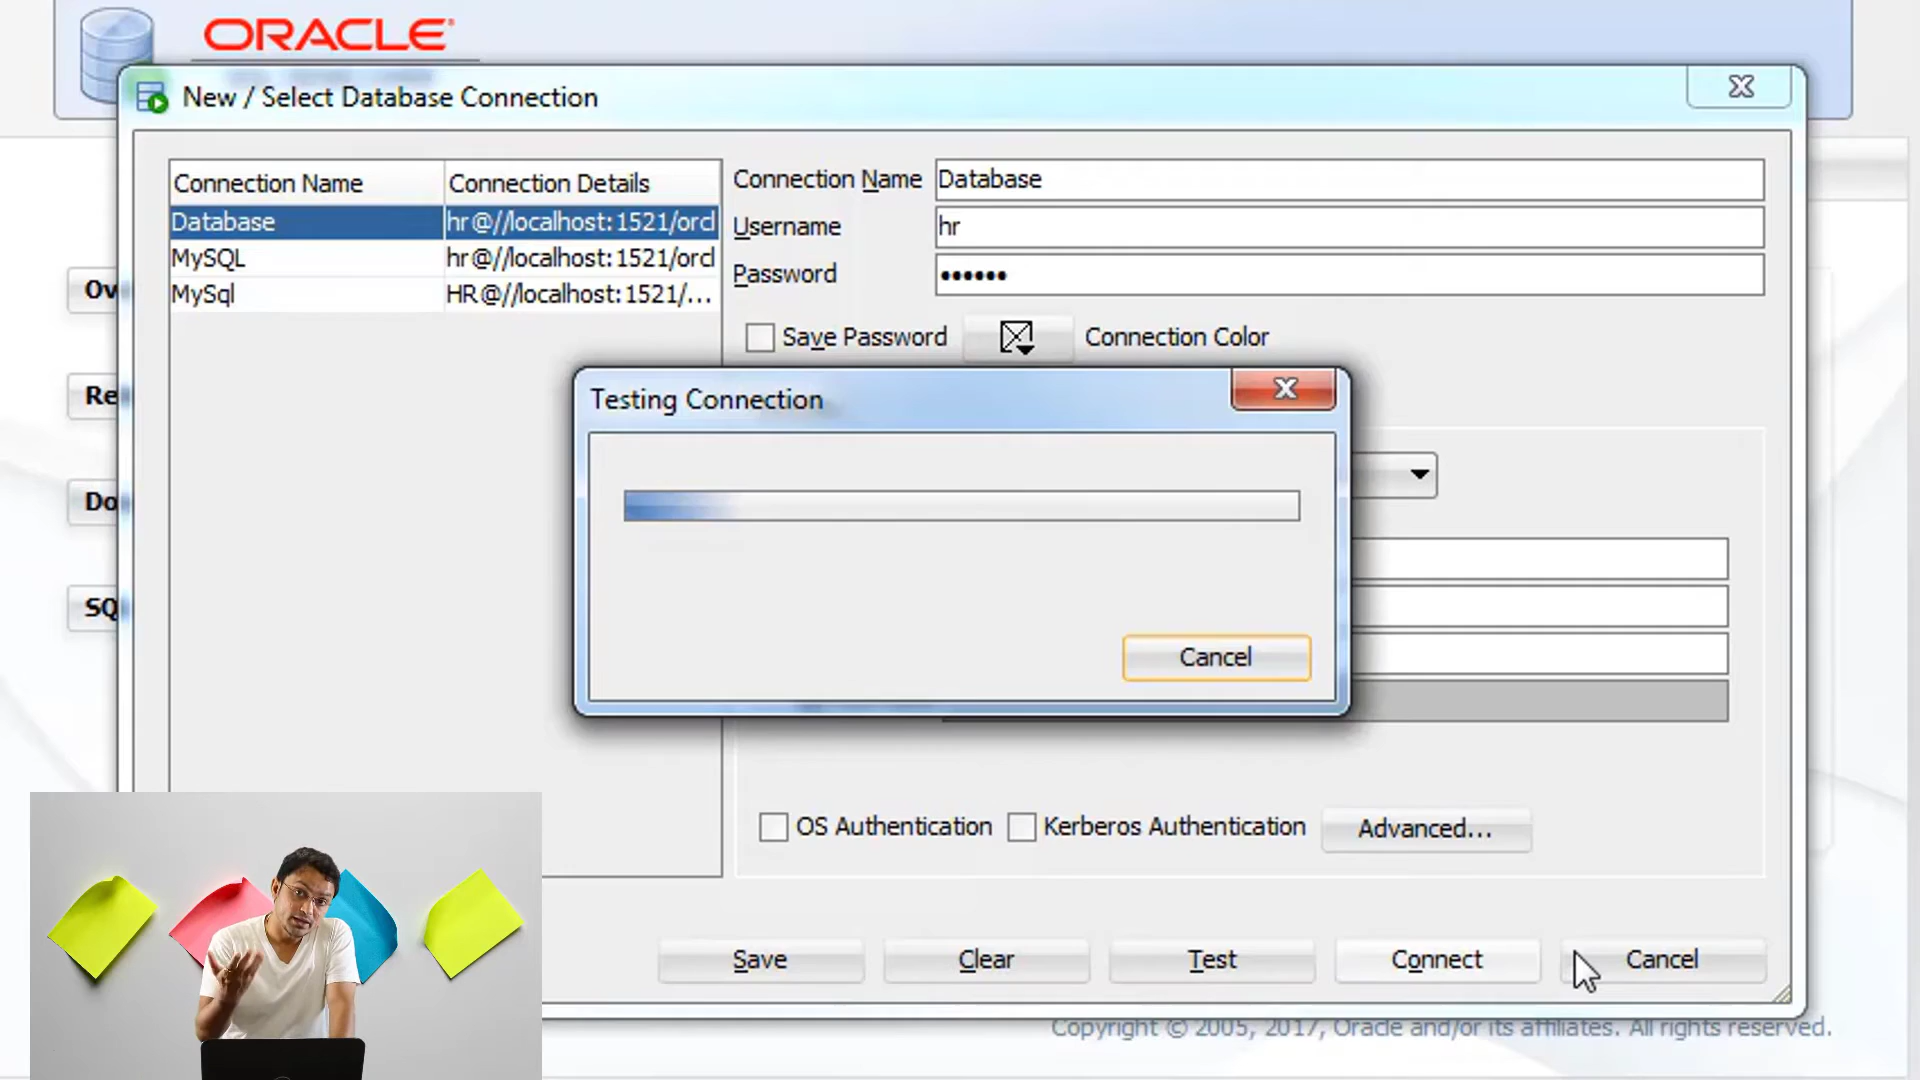 ORACLE
New / Select Database Connection
Connection Name Connection Details
Database hr@//localhost:1521/orcl
MySQL hr@//localhost:1521/orcl
MySql HR@//localhost:1521/...
Connection Name Database
Username hr
Password ••••••
Save Password Connection Color
Ov
Re
Do
SQ
Testing Connection
Cancel
OS Authentication Kerberos Authentication Advanced...
Save Clear Test Connect Cancel
Copyright © 2005, 2017, Oracle and/or its affiliates. All rights reserved.